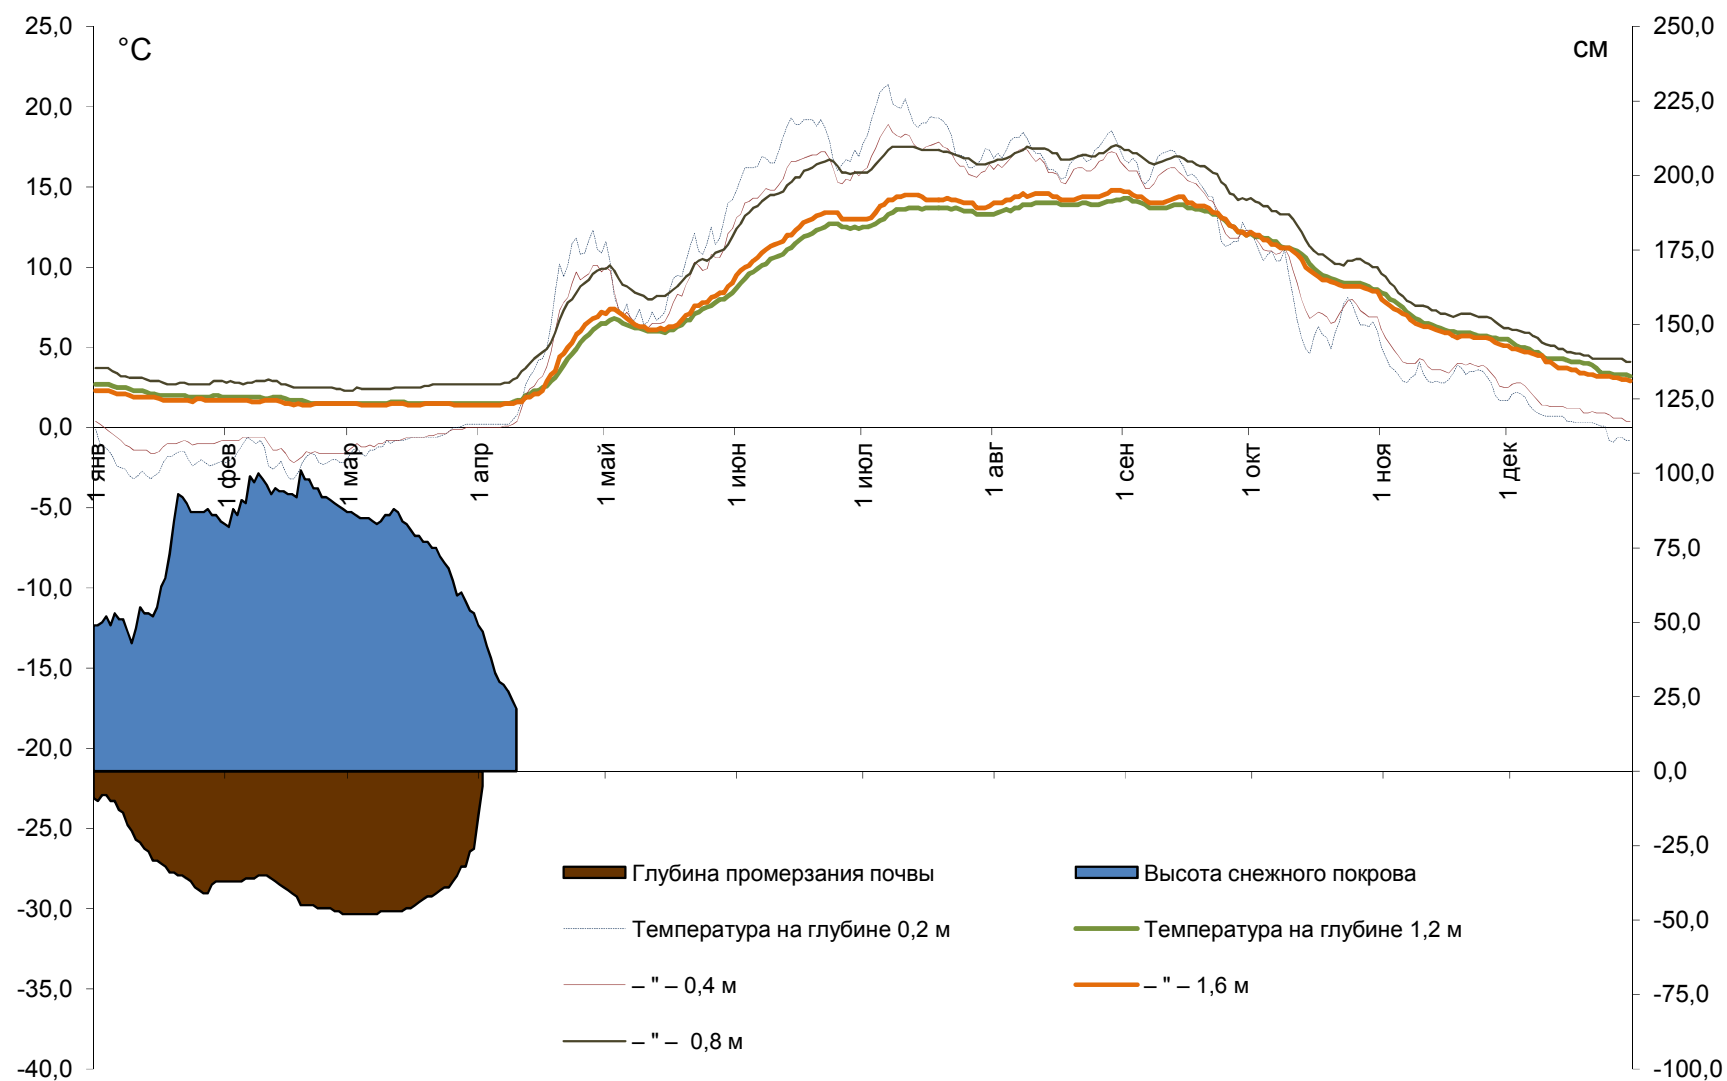 °C
см
25,0
20,0
15,0
10,0
5,0
0,0
-5,0
-10,0
-15,0
-20,0
-25,0
-30,0
-35,0
-40,0
250,0
225,0
200,0
175,0
150,0
125,0
100,0
75,0
50,0
25,0
0,0
-25,0
-50,0
-75,0
-100,0
1 янв
1 фев
1 мар
1 апр
1 май
1 июн
1 июл
1 авг
1 сен
1 окт
1 ноя
1 дек
Глубина промерзания почвы
Высота снежного покрова
Температура на глубине 0,2 м
Температура на глубине 1,2 м
– " – 0,4 м
– " – 1,6 м
– " – 0,8 м